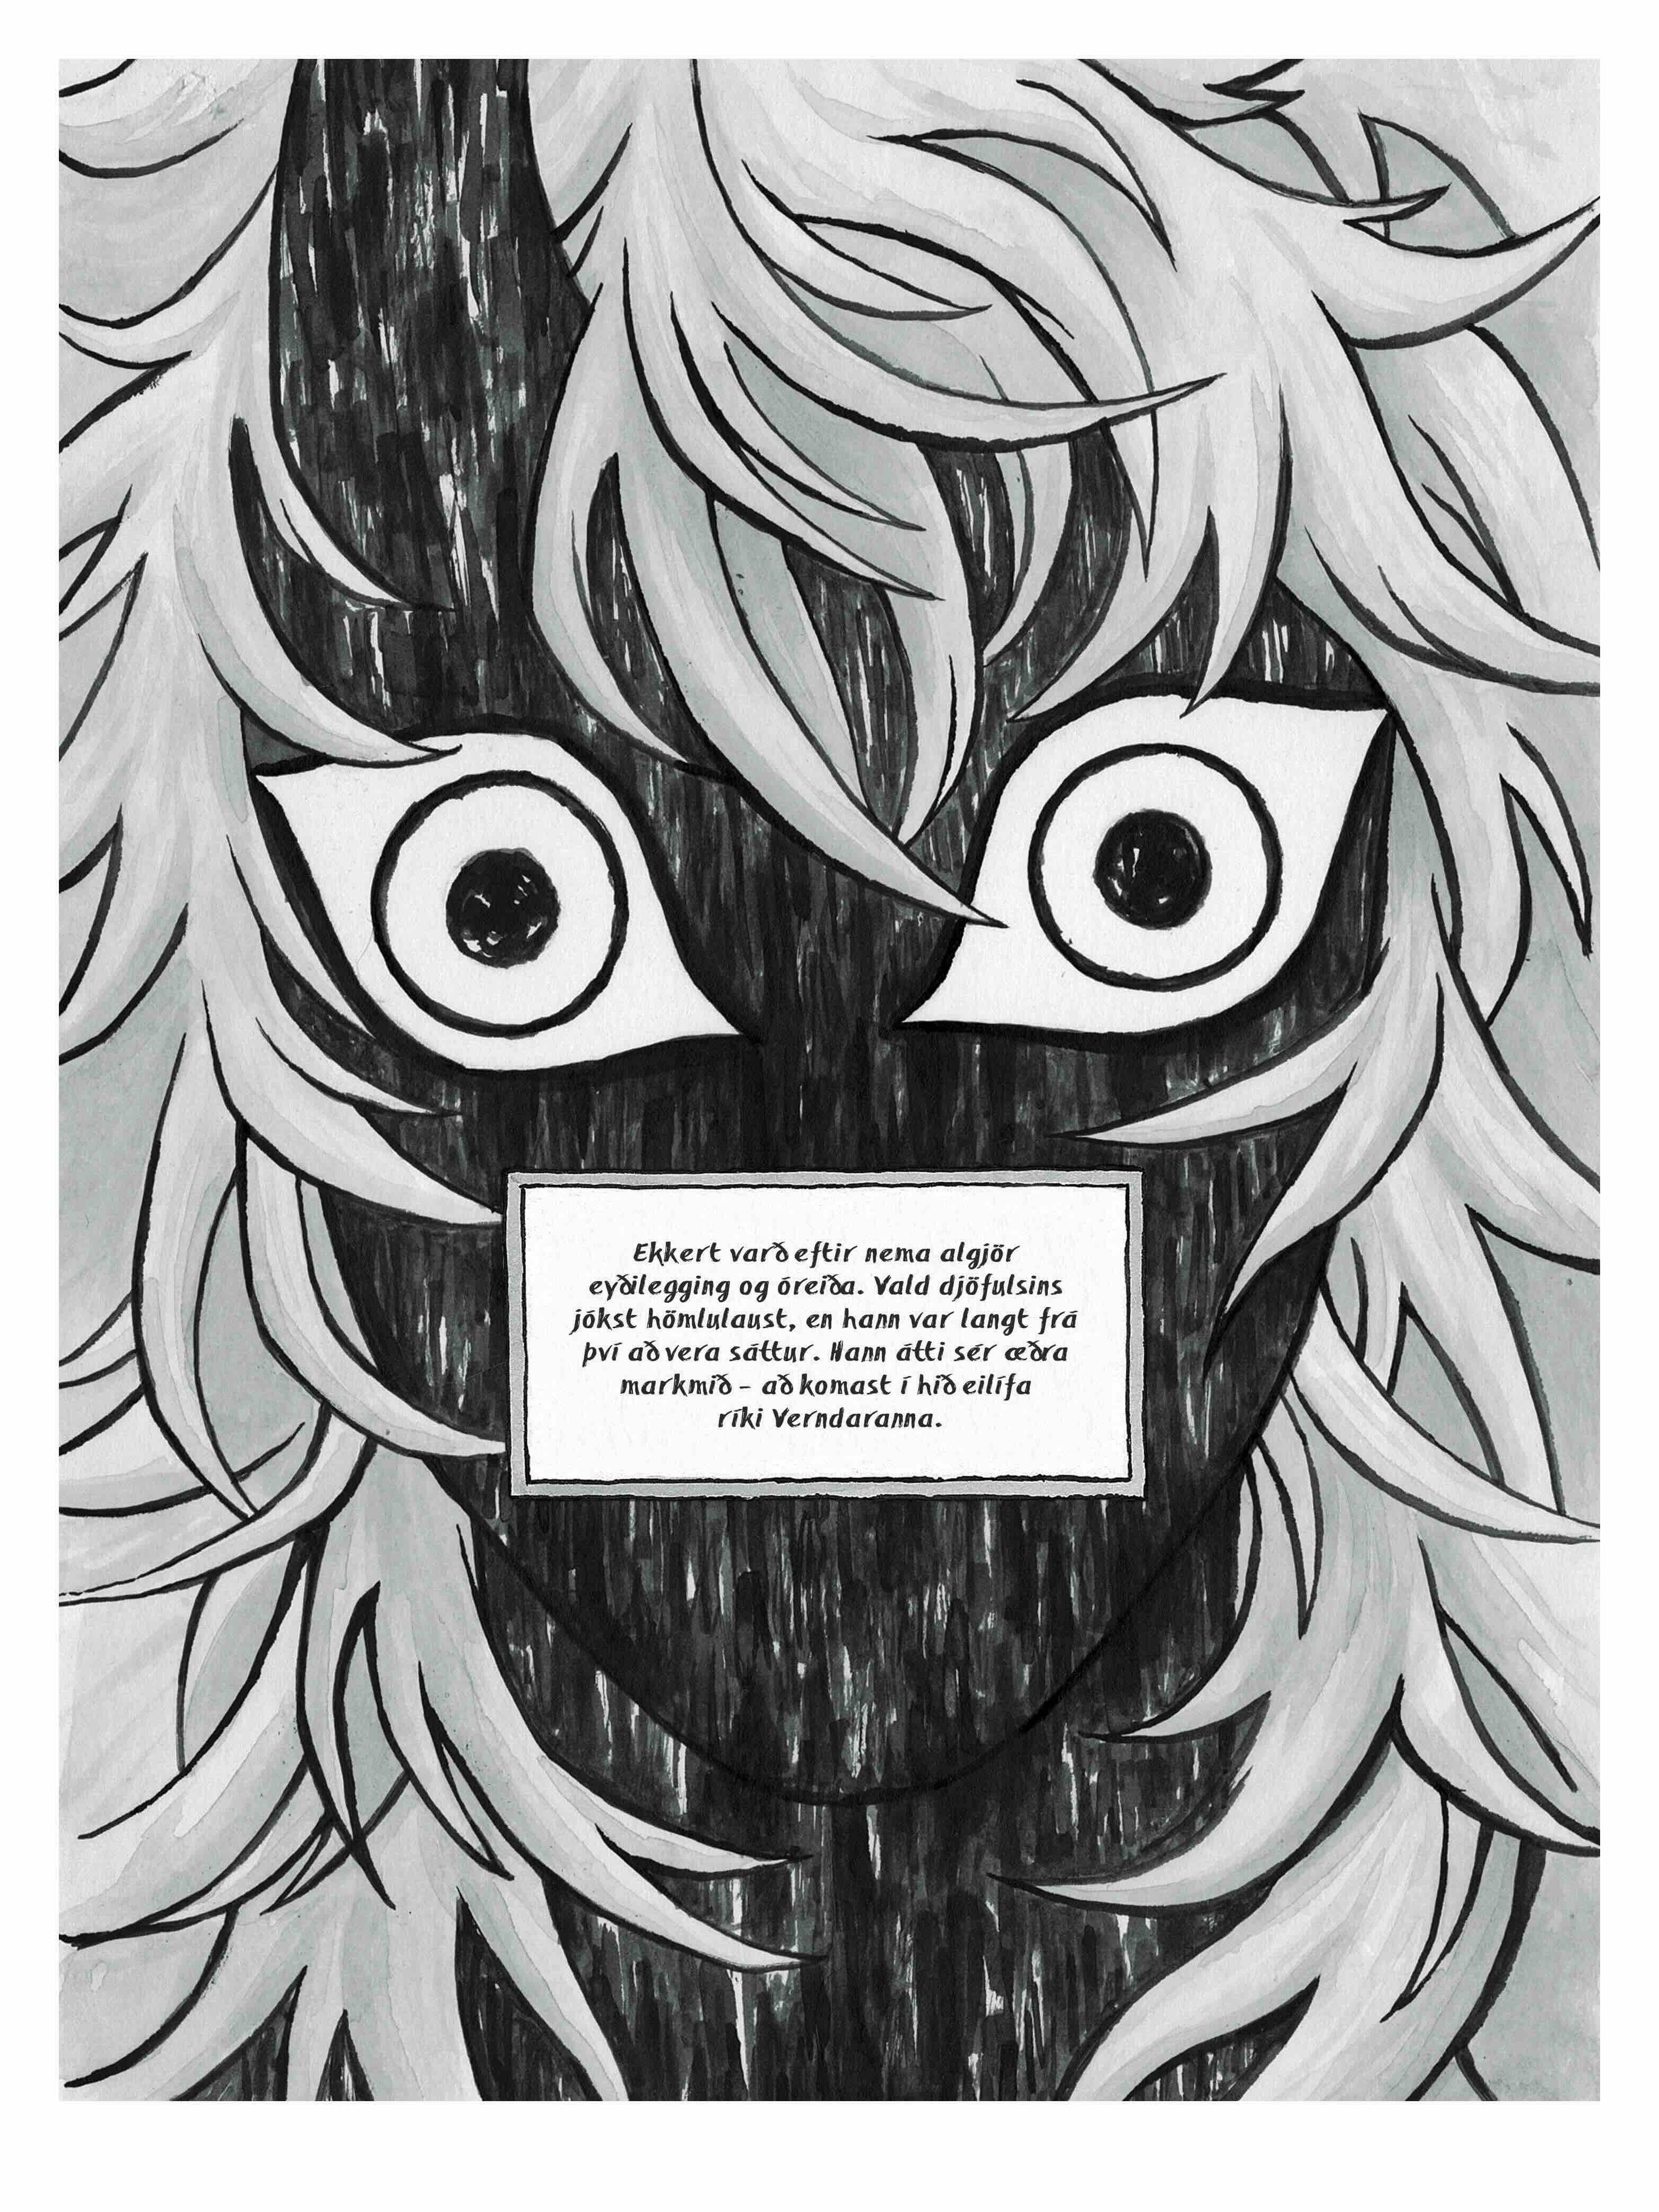 Ekkert varð eftir nema algjör
eyðilegging og óreiða. Vald djöfulsins
jókst hömlulaust, en hann var langt frá
því að vera sáttur. Hann átti sér æðra
markmið - að komast í hið eilífa
ríki Verndaranna.